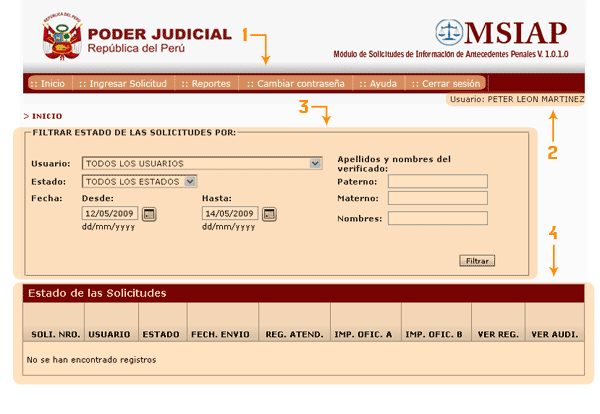 PODER JUDICIAL
República del Perú
MSIAP
Módulo de Solicitudes de Información de Antecedentes Penales V. 1.0.1.0
1
:: Inicio :: Ingresar Solicitud :: Reportes :: Cambiar contraseña :: Ayuda :: Cerrar sesión
Usuario: PETER LEON MARTINEZ
3
2
> INICIO
FILTRAR ESTADO DE LAS SOLICITUDES POR:
Usuario: TODOS LOS USUARIOS
Apellidos y nombres del verificado:
Estado: TODOS LOS ESTADOS
Paterno:
Fecha: Desde: Hasta:
Materno:
12/05/2009 14/05/2009
Nombres:
dd/mm/yyyy dd/mm/yyyy
4
Filtrar
Estado de las Solicitudes
SOLI. NRO. USUARIO ESTADO FECH. ENVIO REG. ATEND. IMP. OFIC. A IMP. OFIC. B VER REG. VER AUDI.
No se han encontrado registros